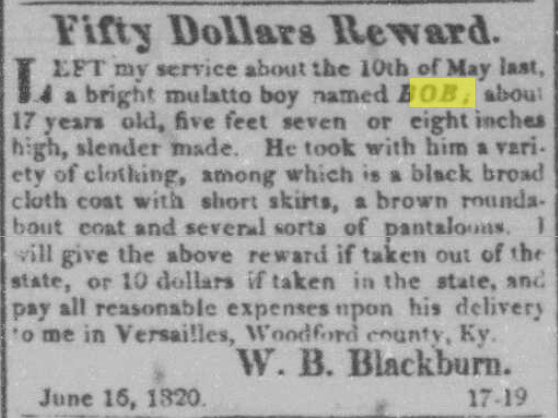 Fifty Dollars Reward.
LEFT my service about the 10th of May last,
a bright mulatto boy named BOB, about
17 years old, five feet seven or eight inches
high, slender made. He took with him a vari-
ety of clothing, among which is a black broad
cloth coat with short skirts, a brown rounda-
bout coat and several sorts of pantaloons. I
will give the above reward if taken out of the
state, or 10 dollars if taken in the state, and
pay all reasonable expenses upon his delivery
to me in Versailles, Woodford county, Ky.
W. B. Blackburn.
June 16, 1820. 17-19